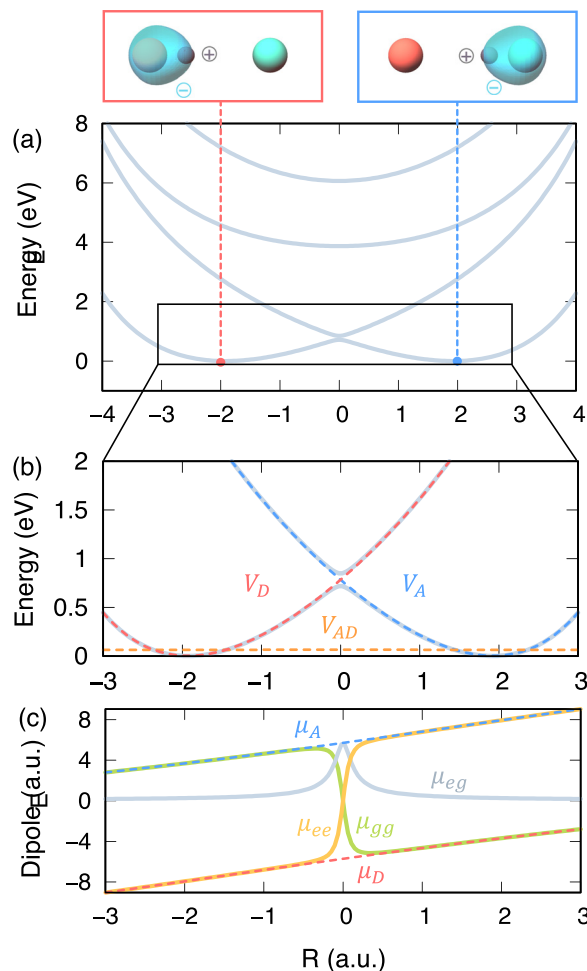 ⊕
⊖
⊕
⊖
(a)
Energy (eV)
E
8
6
4
2
0
−4 −3 −2 −1 0 1 2 3 4
(b)
Energy (eV)
2
1.5
1
0.5
0
V_D
V_A
V_AD
−3 −2 −1 0 1 2 3
(c)
Dipole (a.u.)
E
8
4
0
−4
−8
μ_A
μ_eg
μ_ee
μ_gg
μ_D
−3 −2 −1 0 1 2 3
R (a.u.)